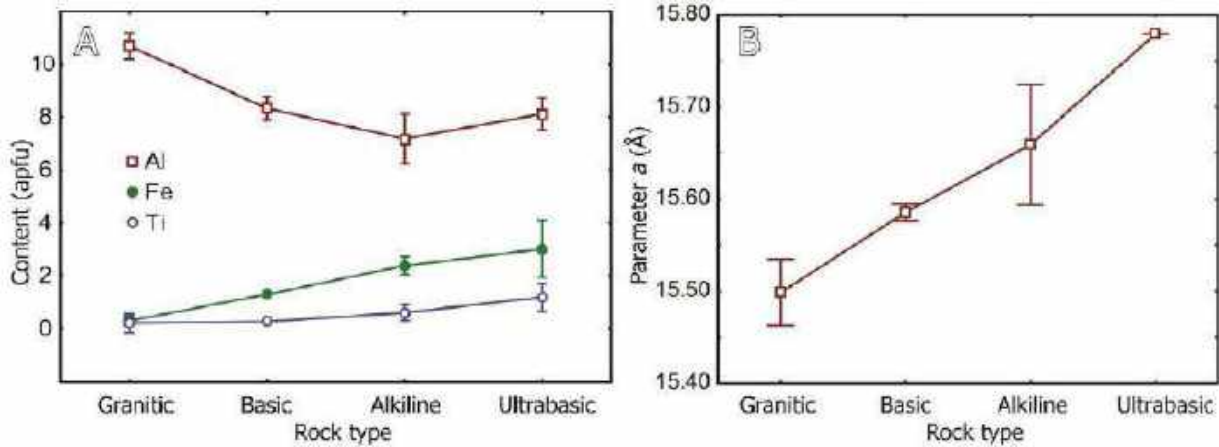 A
10
8
6
4
2
0
Al
Fe
Ti
Content (apfu)
Granitic Basic Alkiline Ultrabasic
Rock type
B
15.80
15.70
15.60
15.50
15.40
Parameter a (Å)
Granitic Basic Alkiline Ultrabasic
Rock type